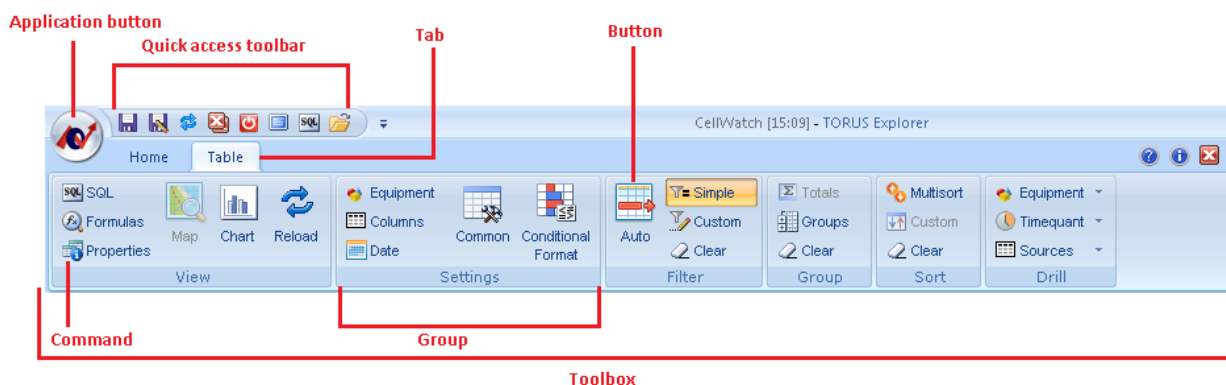 Application button
Quick access toolbar
Tab
Button
SQL
CellWatch [15:09] - TORUS Explorer
Home
Table
SQL SQL
Formulas
Properties
Map
Chart
Reload
View
Equipment
Columns
Date
Common
Conditional
Format
Settings
Auto
Simple
Custom
Clear
Filter
Totals
Groups
Clear
Group
Multisort
Custom
Clear
Sort
Equipment
Timequant
Sources
Drill
Command
Group
Toolbox